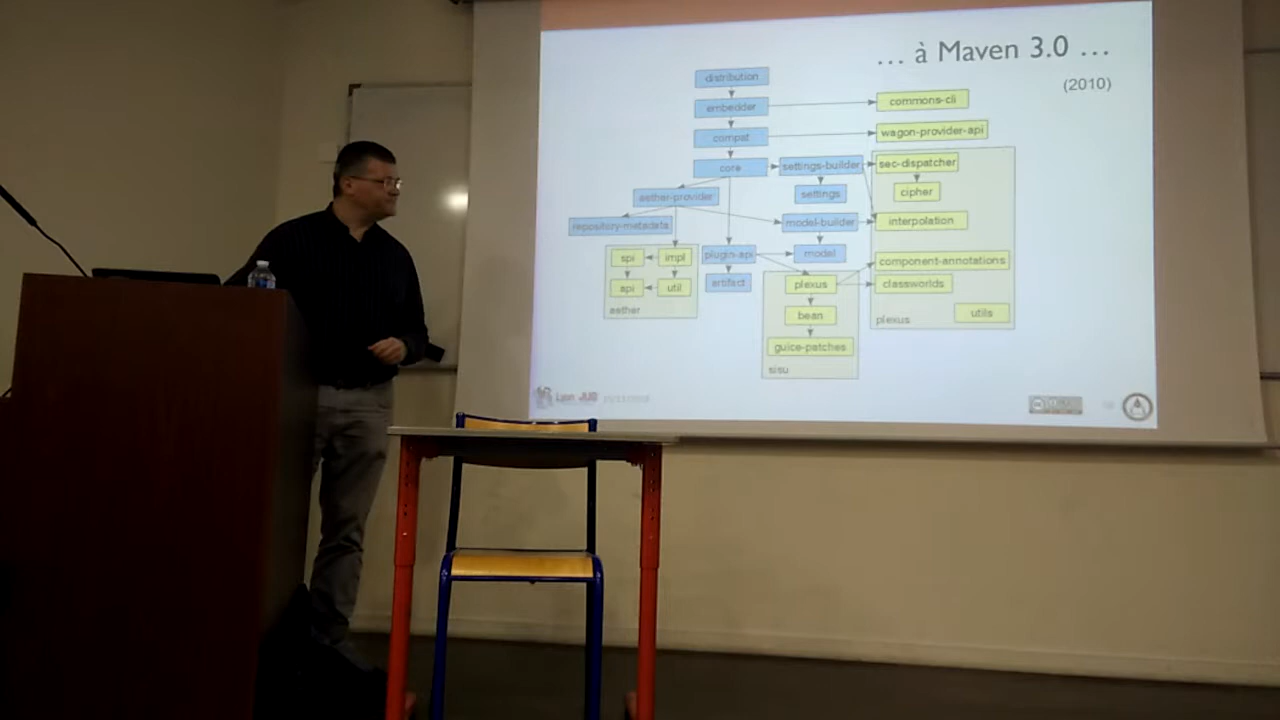 … à Maven 3.0 …
(2010)
distribution
embedder
commons-cli
compat
wagon-provider-api
core
settings-builder
sec-dispatcher
aether-provider
settings
cipher
repository-metadata
model-builder
interpolation
spi
impl
plugin-api
model
component-annotations
api
util
artifact
plexus
classworlds
aether
bean
plexus
utils
guice-patches
sisu
Lyon JUG